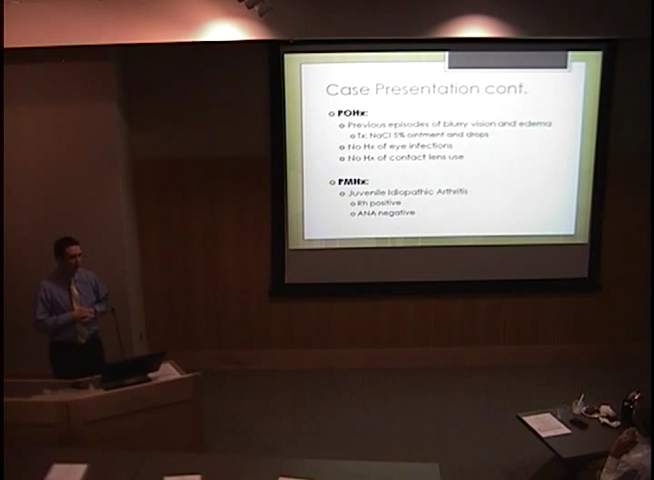 Case Presentation cont.
POHx:
Previous episodes of blurry vision and edema
Tx: NaCl 5% ointment and drops
No Hx of eye infections
No Hx of contact lens use
PMHx:
Juvenile Idiopathic Arthritis
Rh positive
ANA negative